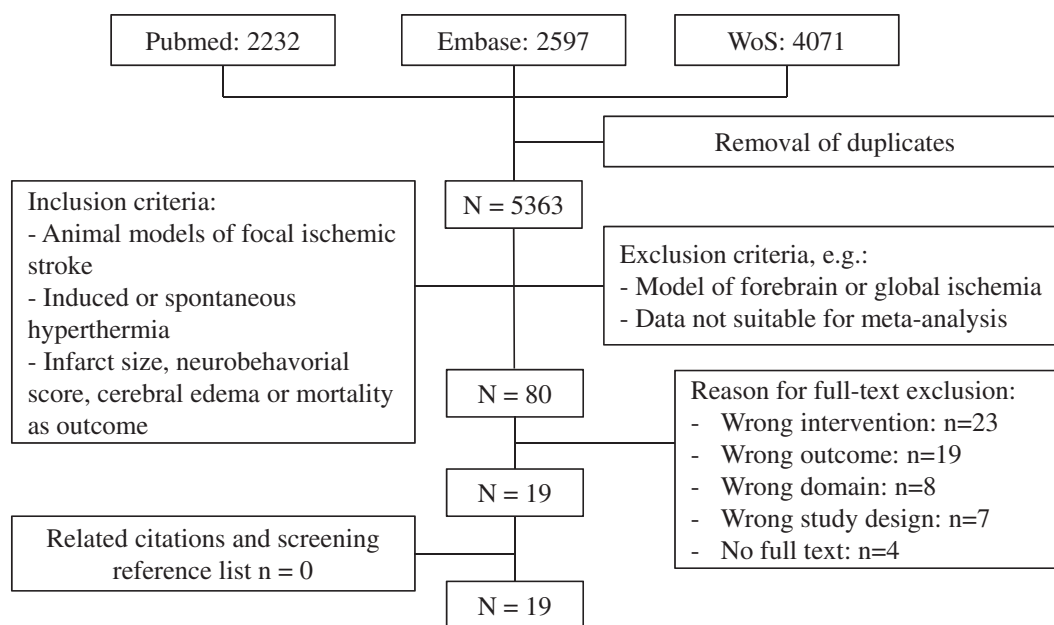 Pubmed: 2232
Embase: 2597
WoS: 4071
Removal of duplicates
N = 5363
Inclusion criteria:
- Animal models of focal ischemic
stroke
- Induced or spontaneous
hyperthermia
- Infarct size, neurobehavorial
score, cerebral edema or mortality
as outcome
Exclusion criteria, e.g.:
- Model of forebrain or global ischemia
- Data not suitable for meta-analysis
N = 80
Reason for full-text exclusion:
- Wrong intervention: n=23
- Wrong outcome: n=19
- Wrong domain: n=8
- Wrong study design: n=7
- No full text: n=4
N = 19
Related citations and screening
reference list n = 0
N = 19